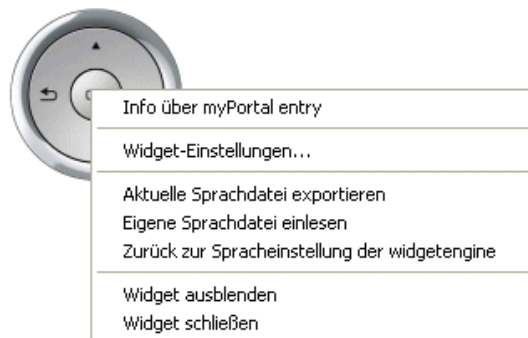 Info über myPortal entry
Widget-Einstellungen...
Aktuelle Sprachdatei exportieren
Eigene Sprachdatei einlesen
Zurück zur Spracheinstellung der widgetengine
Widget ausblenden
Widget schließen